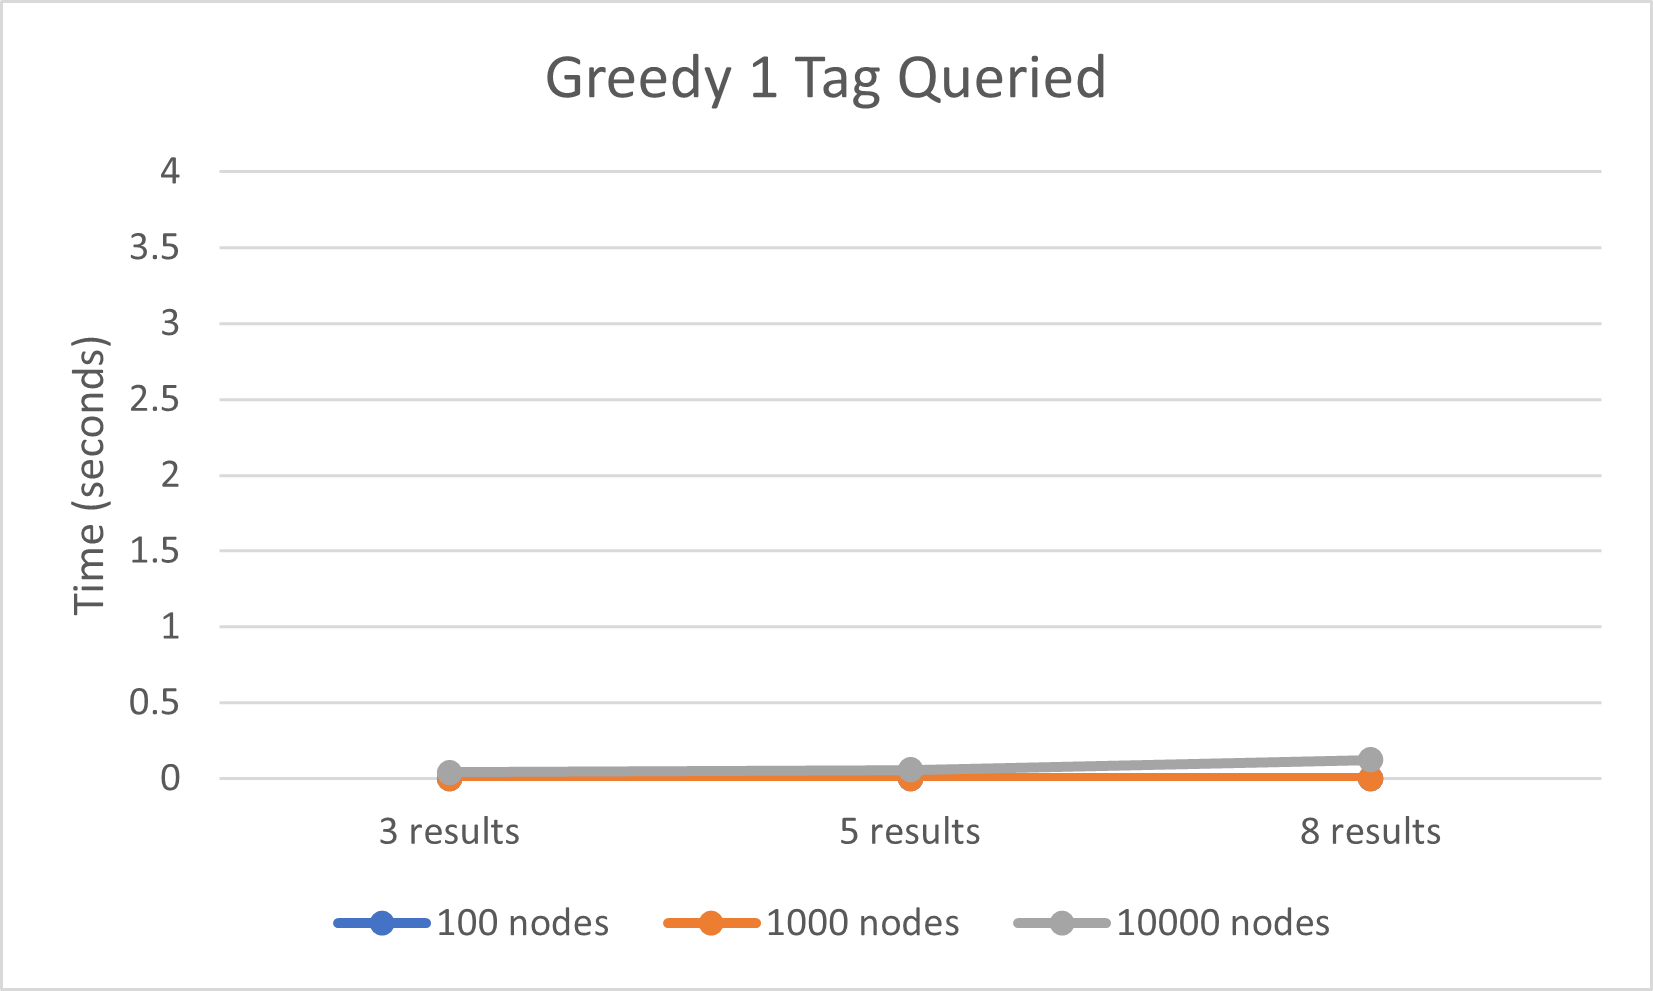 Greedy 1 Tag Queried
4
3.5
3
2.5
2
1.5
1
0.5
0
Time (seconds)
3 results 5 results 8 results
100 nodes 1000 nodes 10000 nodes